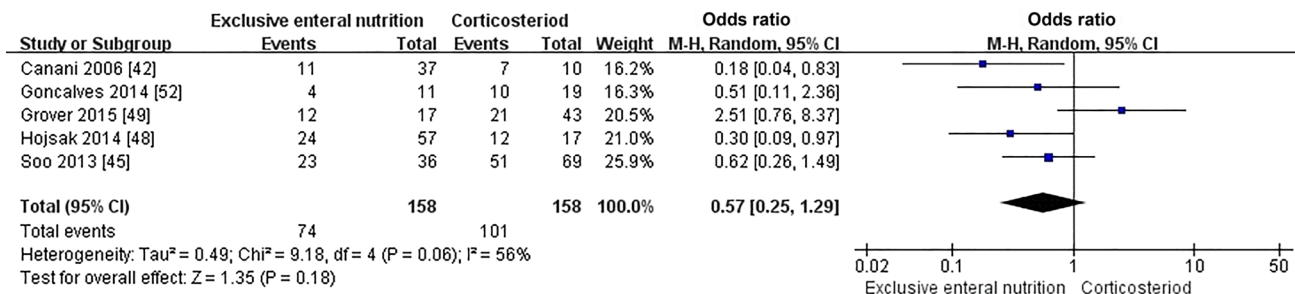 Exclusive enteral nutrition Corticosteriod Odds ratio Odds ratio
Study or Subgroup Events Total Events Total Weight M-H, Random, 95% CI M-H, Random, 95% CI
Canani 2006 [42] 11 37 7 10 16.2% 0.18 [0.04, 0.83]
Goncalves 2014 [52] 4 11 10 19 16.3% 0.51 [0.11, 2.36]
Grover 2015 [49] 12 17 21 43 20.5% 2.51 [0.76, 8.37]
Hojsak 2014 [48] 24 57 12 17 21.0% 0.30 [0.09, 0.97]
Soo 2013 [45] 23 36 51 69 25.9% 0.62 [0.26, 1.49]
Total (95% CI) 158 158 100.0% 0.57 [0.25, 1.29]
Total events 74 101
Heterogeneity: Tau² = 0.49; Chi² = 9.18, df = 4 (P = 0.06); I² = 56%
Test for overall effect: Z = 1.35 (P = 0.18)
0.02 0.1 1 10 50
Exclusive enteral nutrition Corticosteriod